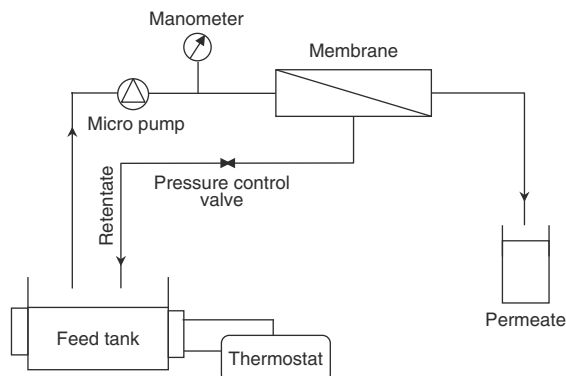 Manometer
Membrane
Micro pump
Pressure control
valve
Retentate
Feed tank
Thermostat
Permeate